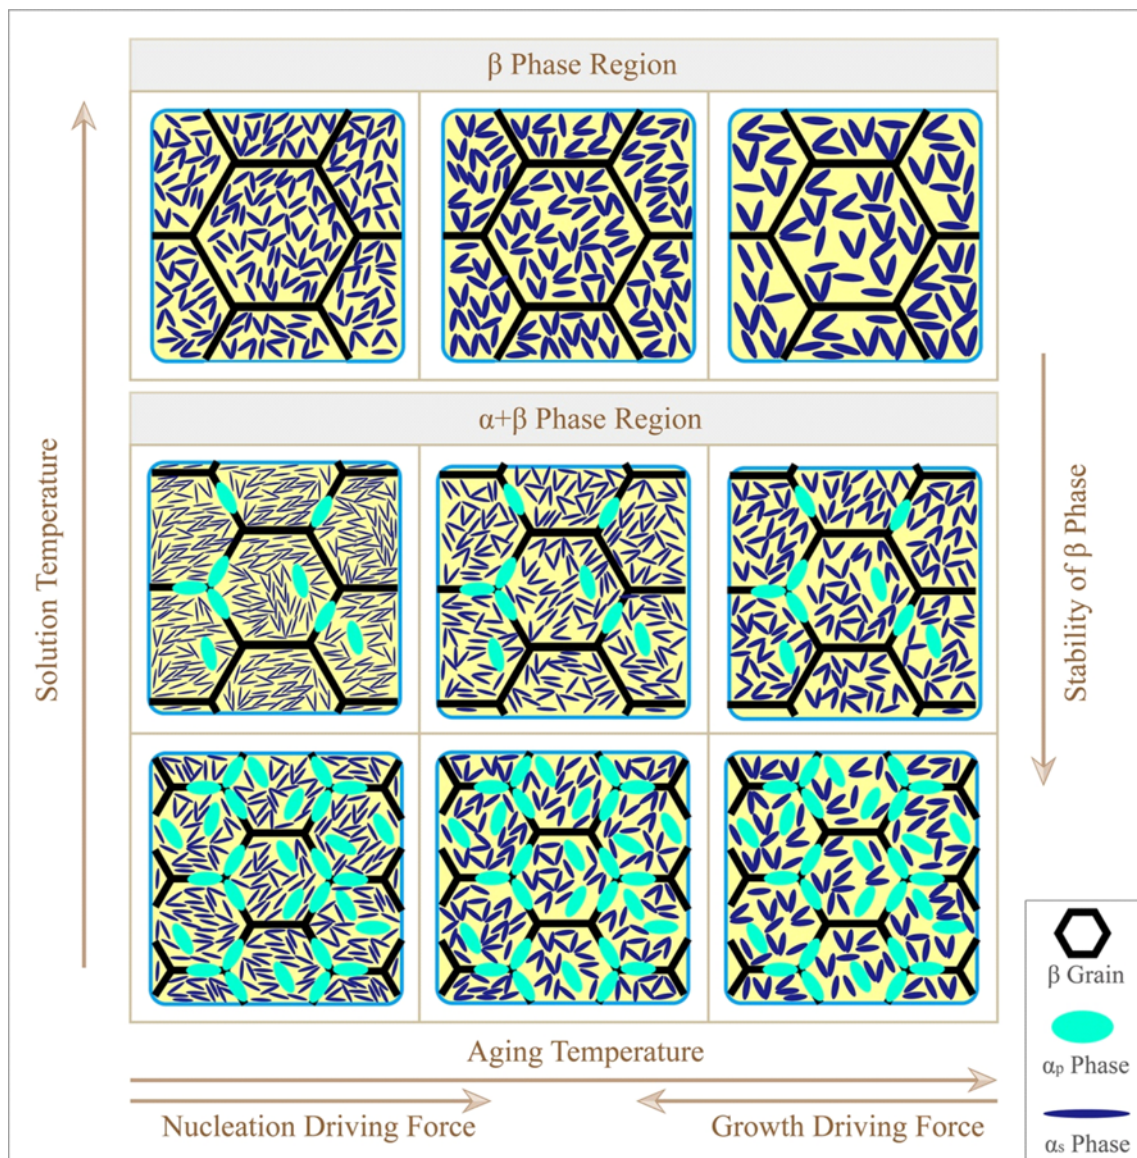 β Phase Region
Solution Temperature
α+β Phase Region
Stability of β Phase
Aging Temperature
Nucleation Driving Force
Growth Driving Force
β Grain
αp Phase
αs Phase